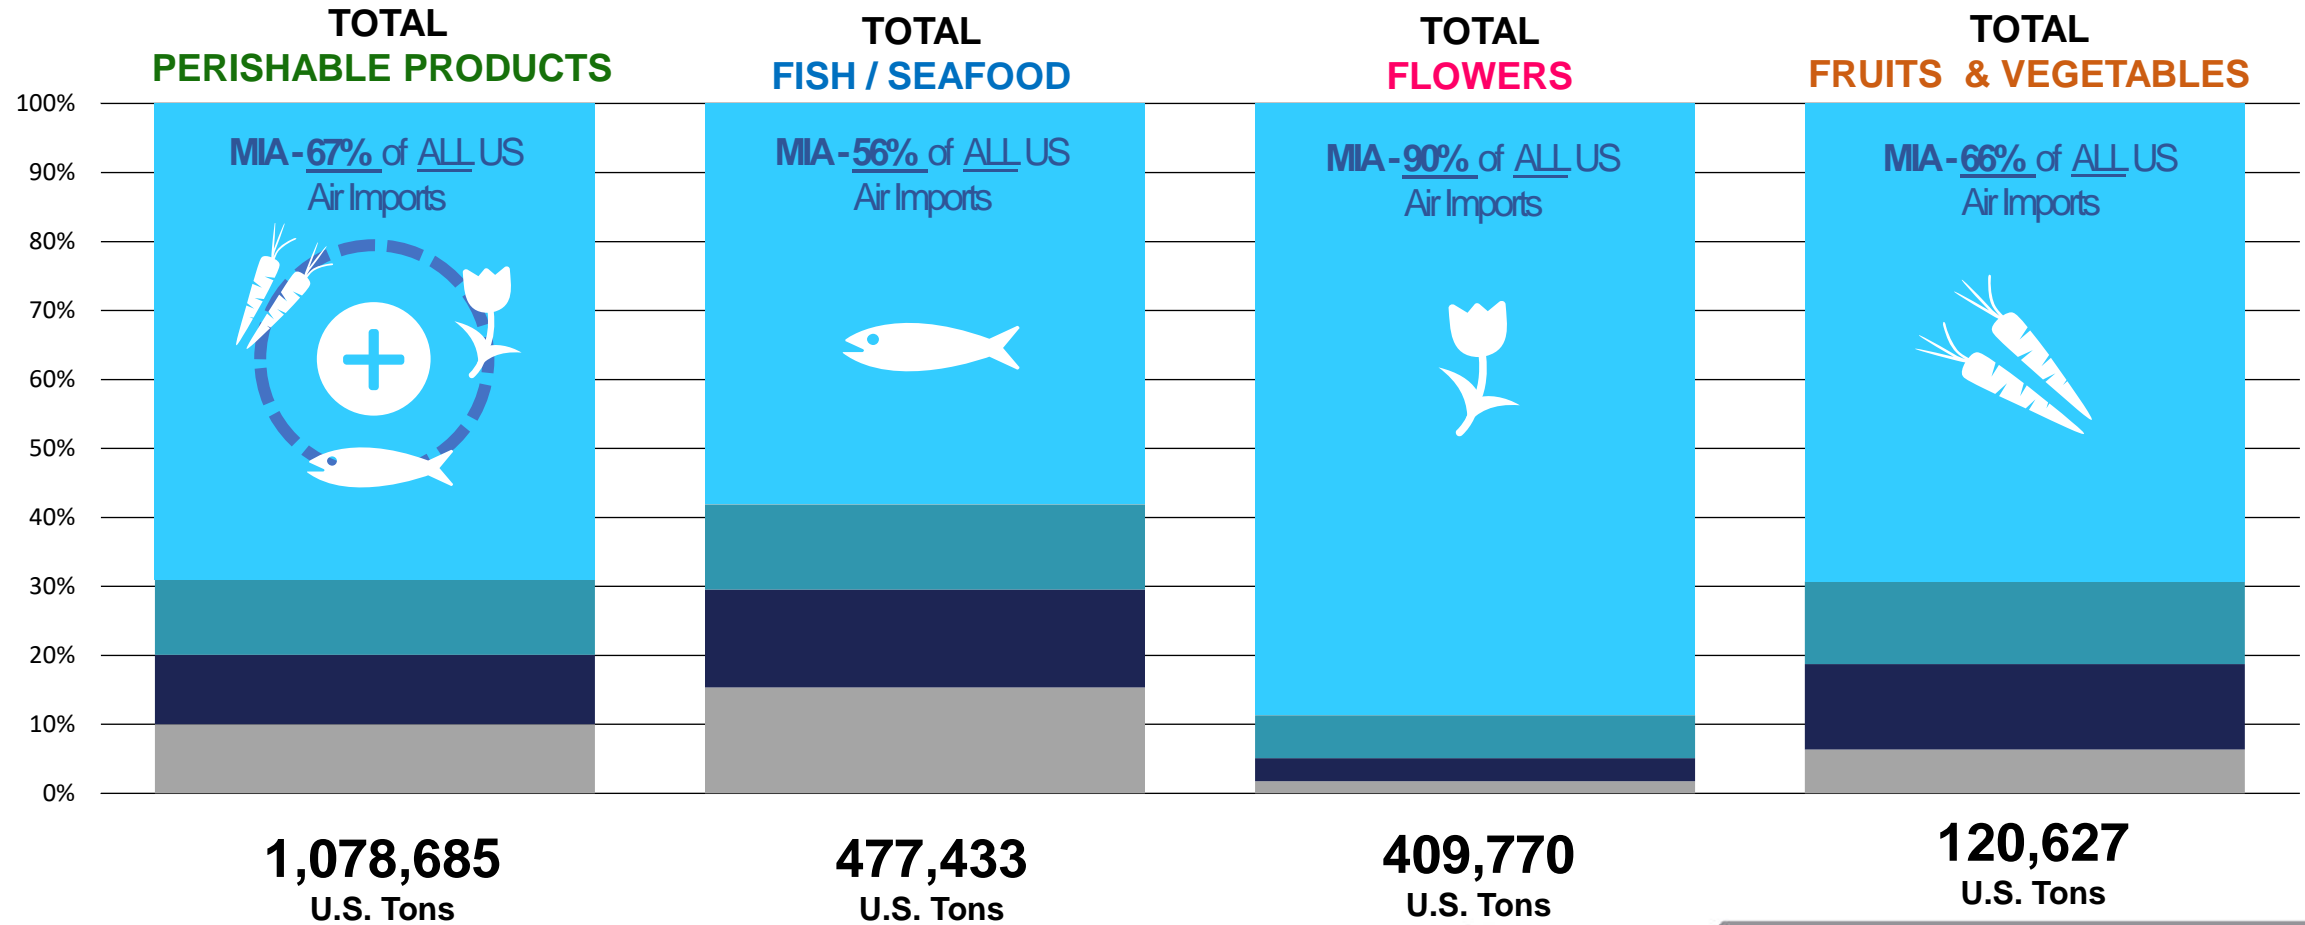 TOTAL
PERISHABLE PRODUCTS
TOTAL
FISH / SEAFOOD
TOTAL
FLOWERS
TOTAL
FRUITS & VEGETABLES
100%
90%
80%
70%
60%
50%
40%
30%
20%
10%
0%
MIA - 67% of ALL US
Air Imports
MIA - 56% of ALL US
Air Imports
MIA - 90% of ALL US
Air Imports
MIA - 66% of ALL US
Air Imports
1,078,685
U.S. Tons
477,433
U.S. Tons
409,770
U.S. Tons
120,627
U.S. Tons